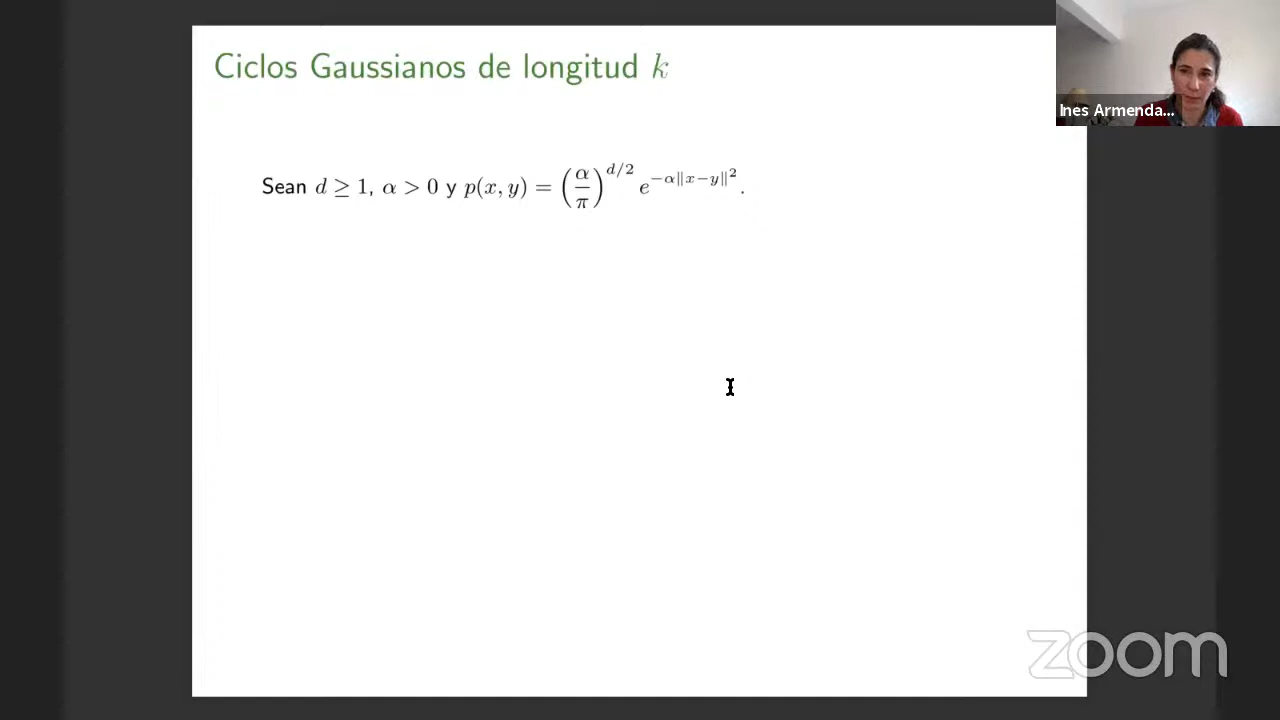 Ciclos Gaussianos de longitud k
Ines Armenda...
Sean d ≥ 1, α > 0 y p(x, y) = (α/π)^{d/2} e^{−α‖x−y‖²}.
zoom